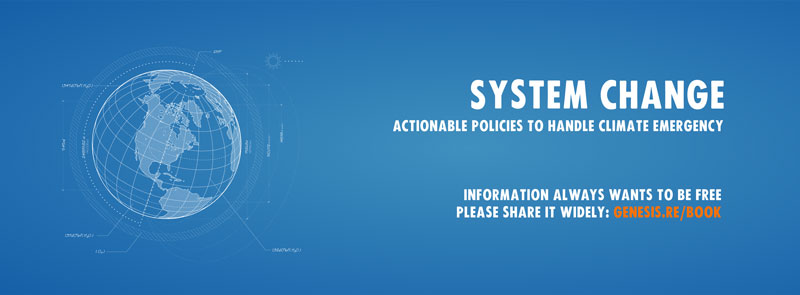 SYSTEM CHANGE
ACTIONABLE POLICIES TO HANDLE CLIMATE EMERGENCY
INFORMATION ALWAYS WANTS TO BE FREE
PLEASE SHARE IT WIDELY: GENESIS.RE/BOOK